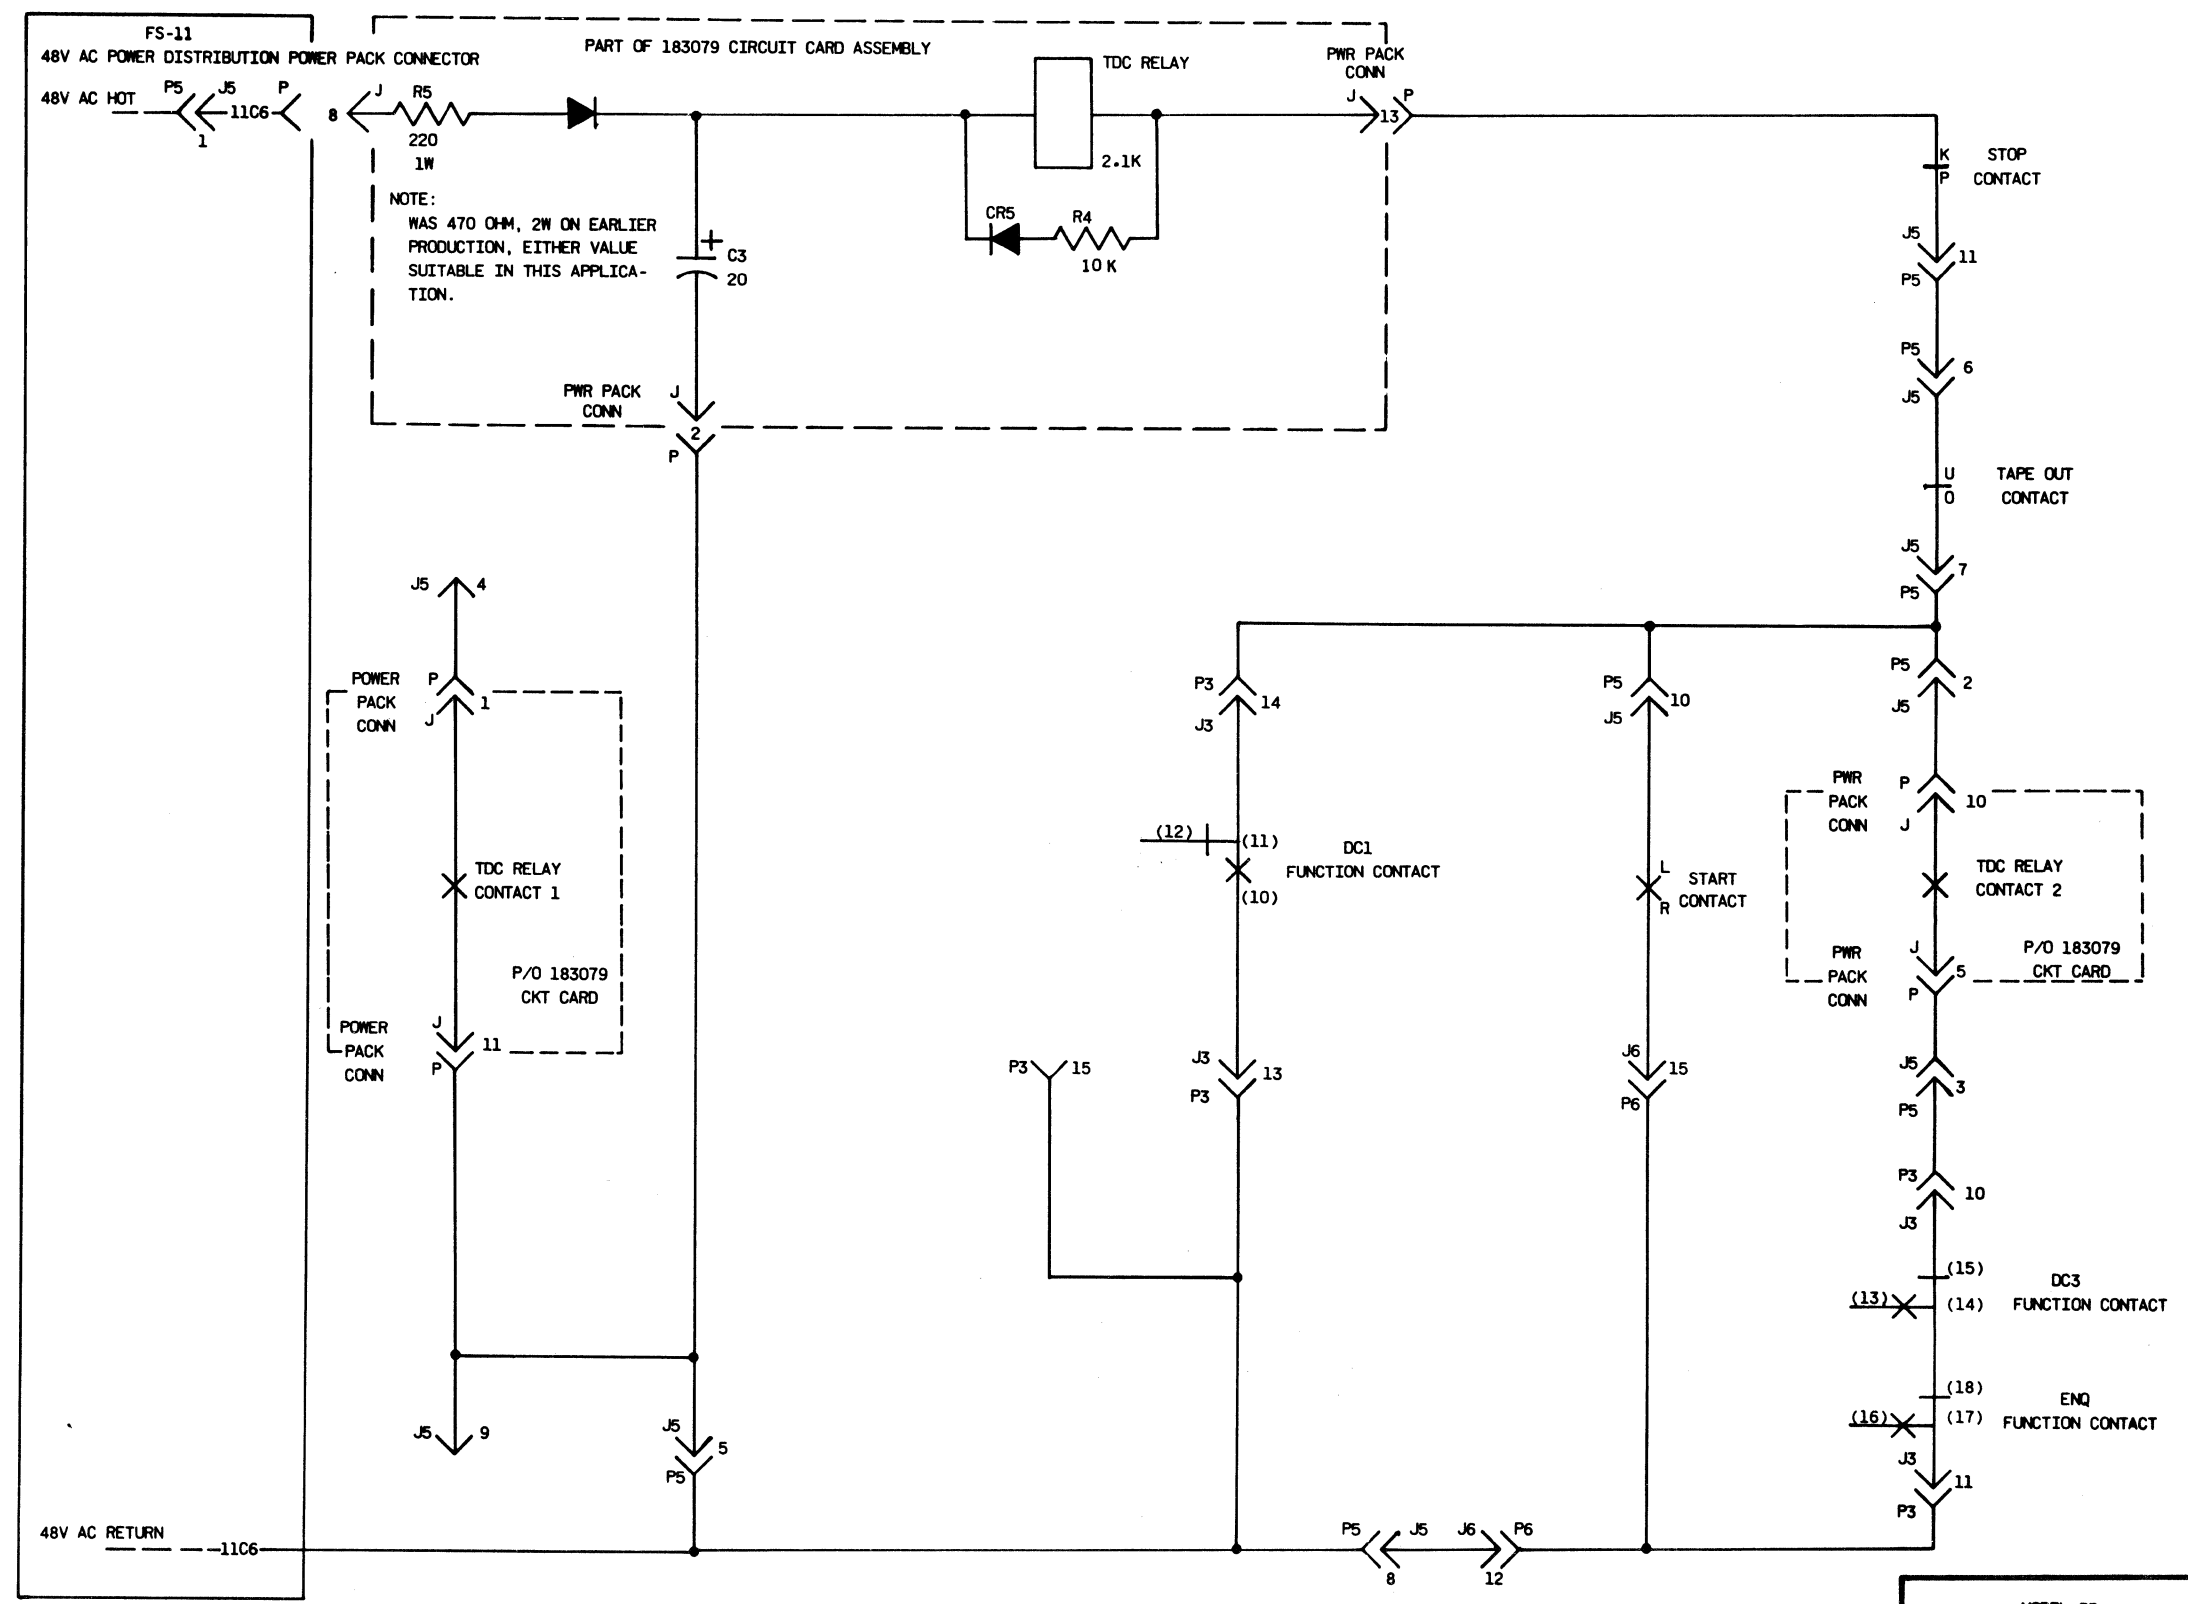 FS-11
48V AC POWER DISTRIBUTION POWER PACK CONNECTOR
48V AC HOT
P5
J5
11C6
P
1
8
J
R5
220
1W
NOTE:
WAS 470 OHM, 2W ON EARLIER
PRODUCTION, EITHER VALUE
SUITABLE IN THIS APPLICA-
TION.
PART OF 183079 CIRCUIT CARD ASSEMBLY
TDC RELAY
2.1K
CR5
R4
10 K
+
C3
20
PWR PACK
CONN
J
2
P
PWR PACK
CONN
J
P
13
K
P
STOP
CONTACT
J5
11
P5
P5
6
J5
U
O
TAPE OUT
CONTACT
J5
7
P5
J5
4
POWER
PACK
CONN
P
1
J
TDC RELAY
CONTACT 1
P/O 183079
CKT CARD
POWER
PACK
CONN
J
11
P
J5
9
J5
5
P5
P3
14
J3
(12)
(11)
(10)
DC1
FUNCTION CONTACT
J3
13
P3
P3
15
P5
10
J5
L
R
START
CONTACT
J6
15
P6
P5
2
J5
PWR
PACK
CONN
P
10
J
TDC RELAY
CONTACT 2
P/O 183079
CKT CARD
PWR
PACK
CONN
J
5
P
J5
3
P5
P3
10
J3
(15)
(13)
(14)
DC3
FUNCTION CONTACT
(18)
(16)
(17)
ENQ
FUNCTION CONTACT
J3
11
P3
48V AC RETURN
11C6
P5
J5
8
J6
P6
12